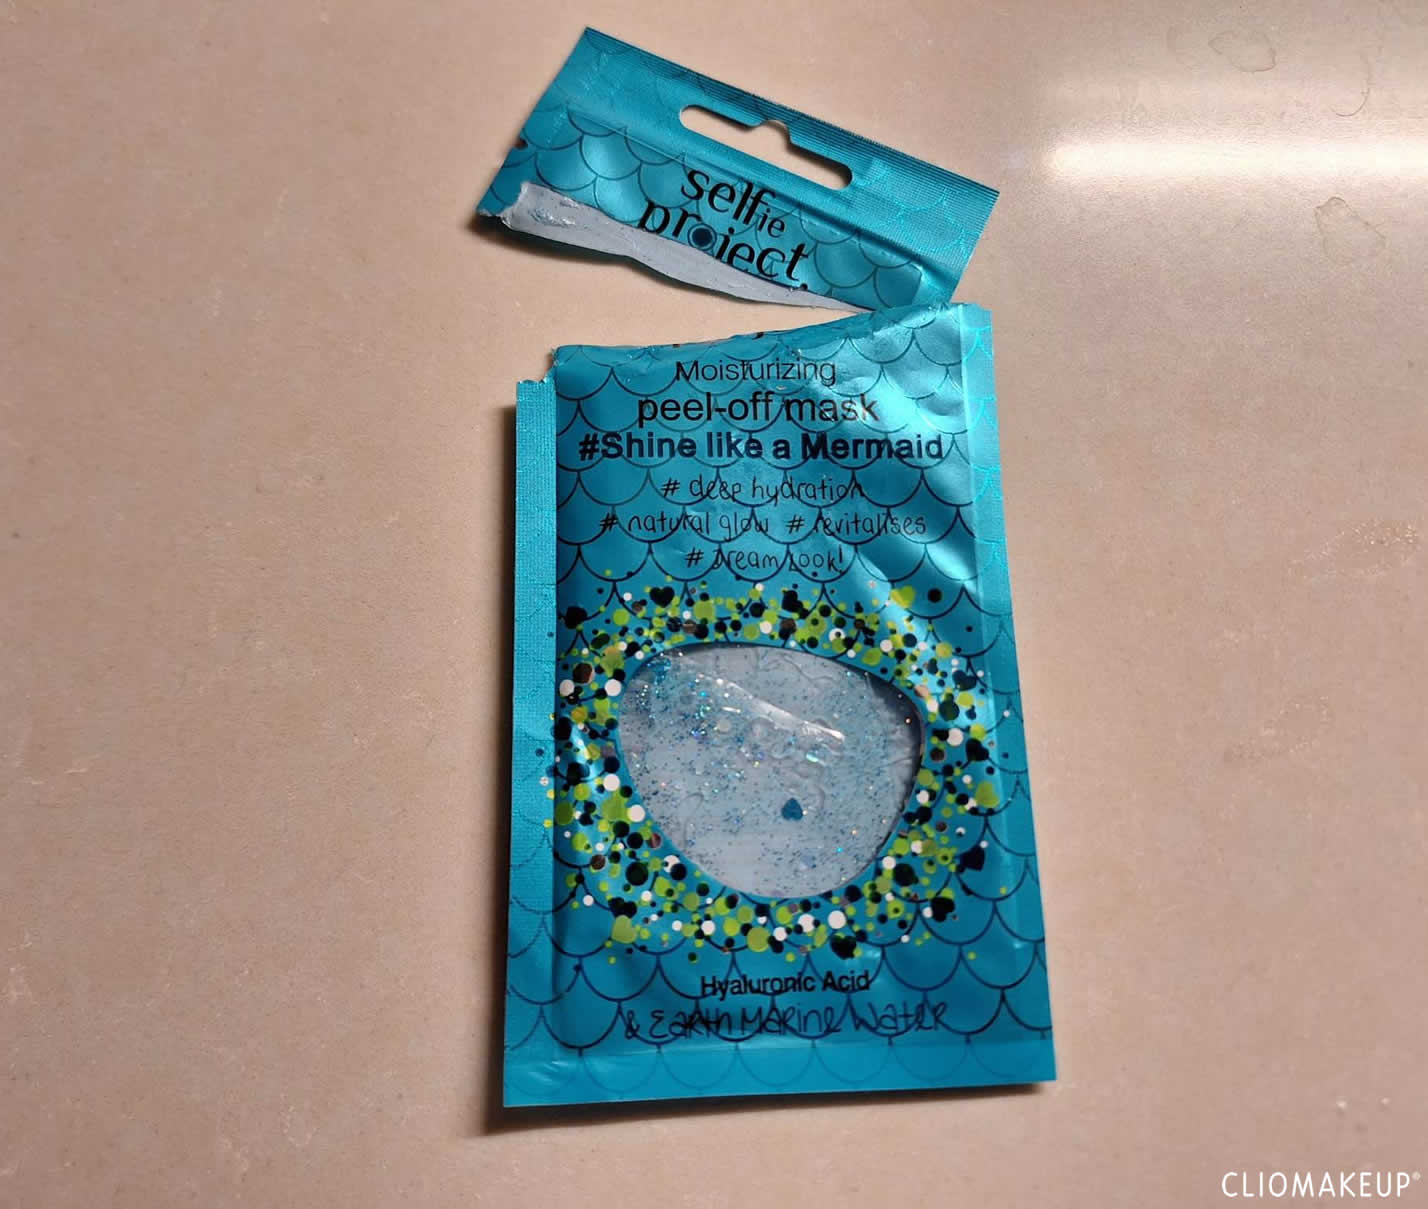 selfie
project
Moisturizing
peel-off mask
#Shine like a Mermaid
# deep hydration
# natural glow # revitalises
# Dream Look!
Hyaluronic Acid
& Earth Marine Water
CLIOMAKEUP®